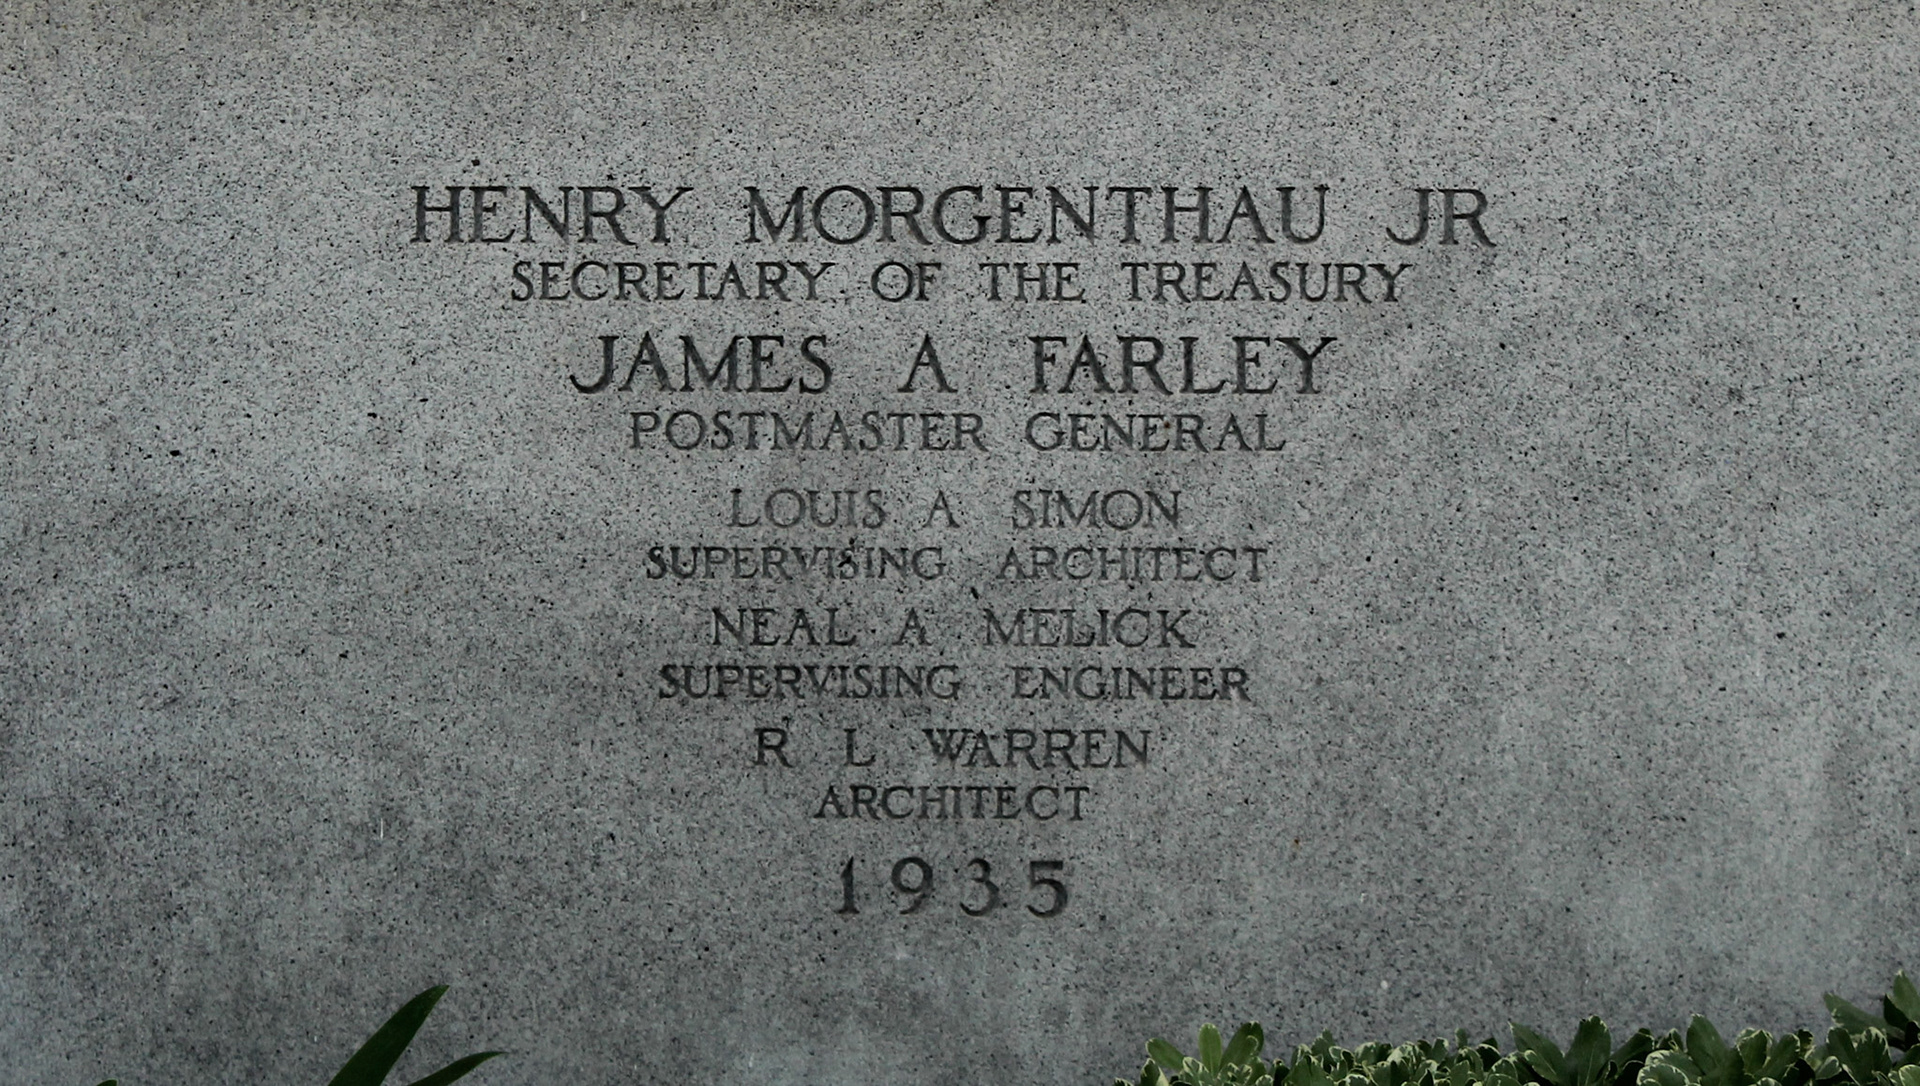 HENRY MORGENTHAU JR
SECRETARY OF THE TREASURY
JAMES A FARLEY
POSTMASTER GENERAL
LOUIS A SIMON
SUPERVISING ARCHITECT
NEAL A MELICK
SUPERVISING ENGINEER
R L WARREN
ARCHITECT
1935